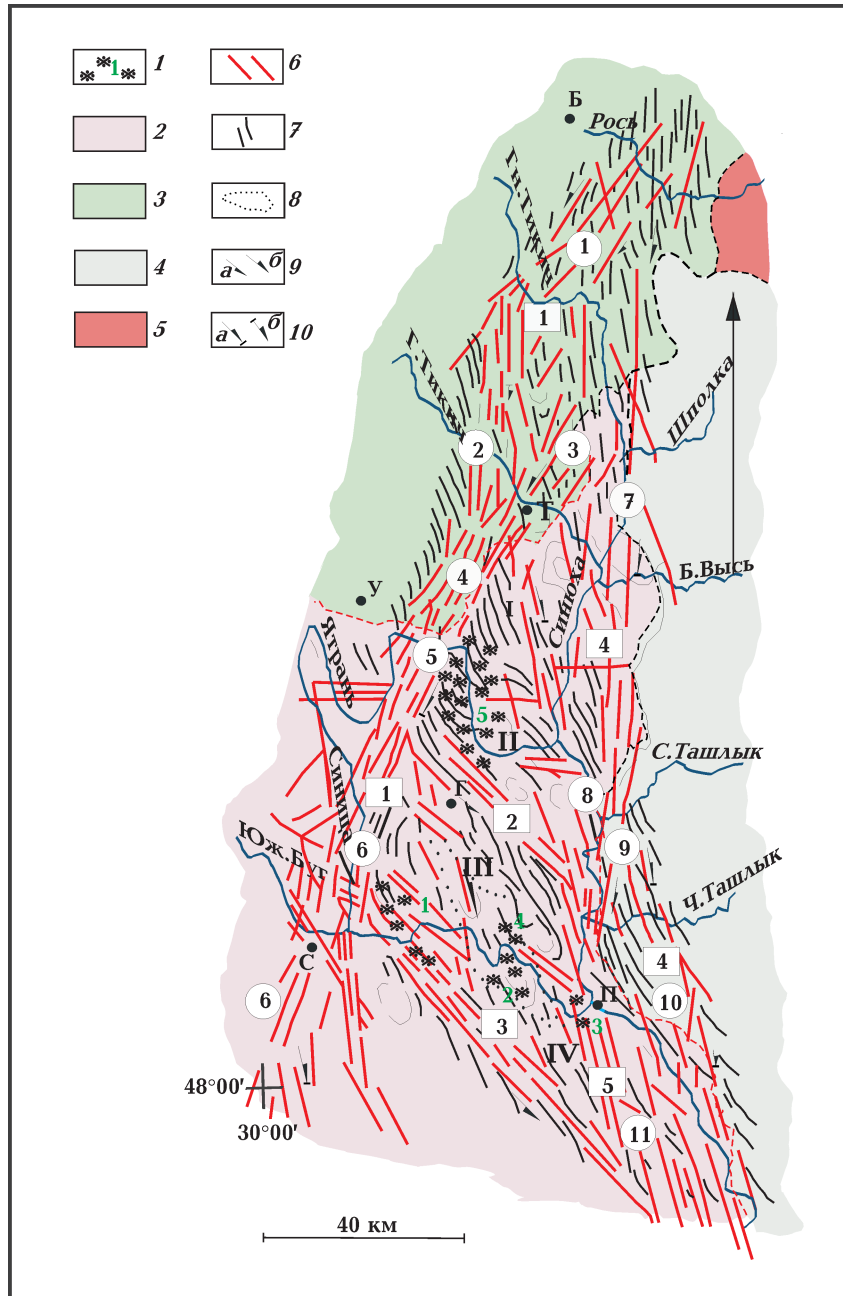 1
1
6
2
7
3
8
4
а
б
9
5
а
б
10
Б
Рось
Гн.Тикич
1
1
Г.Тикич
Шполка
2
3
7
Т
4
У
Б.Высь
I
Синюха
4
Ятрань
5
5
II
С.Ташлык
Синица
1
Г
8
2
Юж.Буг
6
9
III
Ч.Ташлык
1
4
С
4
6
2
П
10
3
3
IV
48°00′
5
30°00′
11
40 км